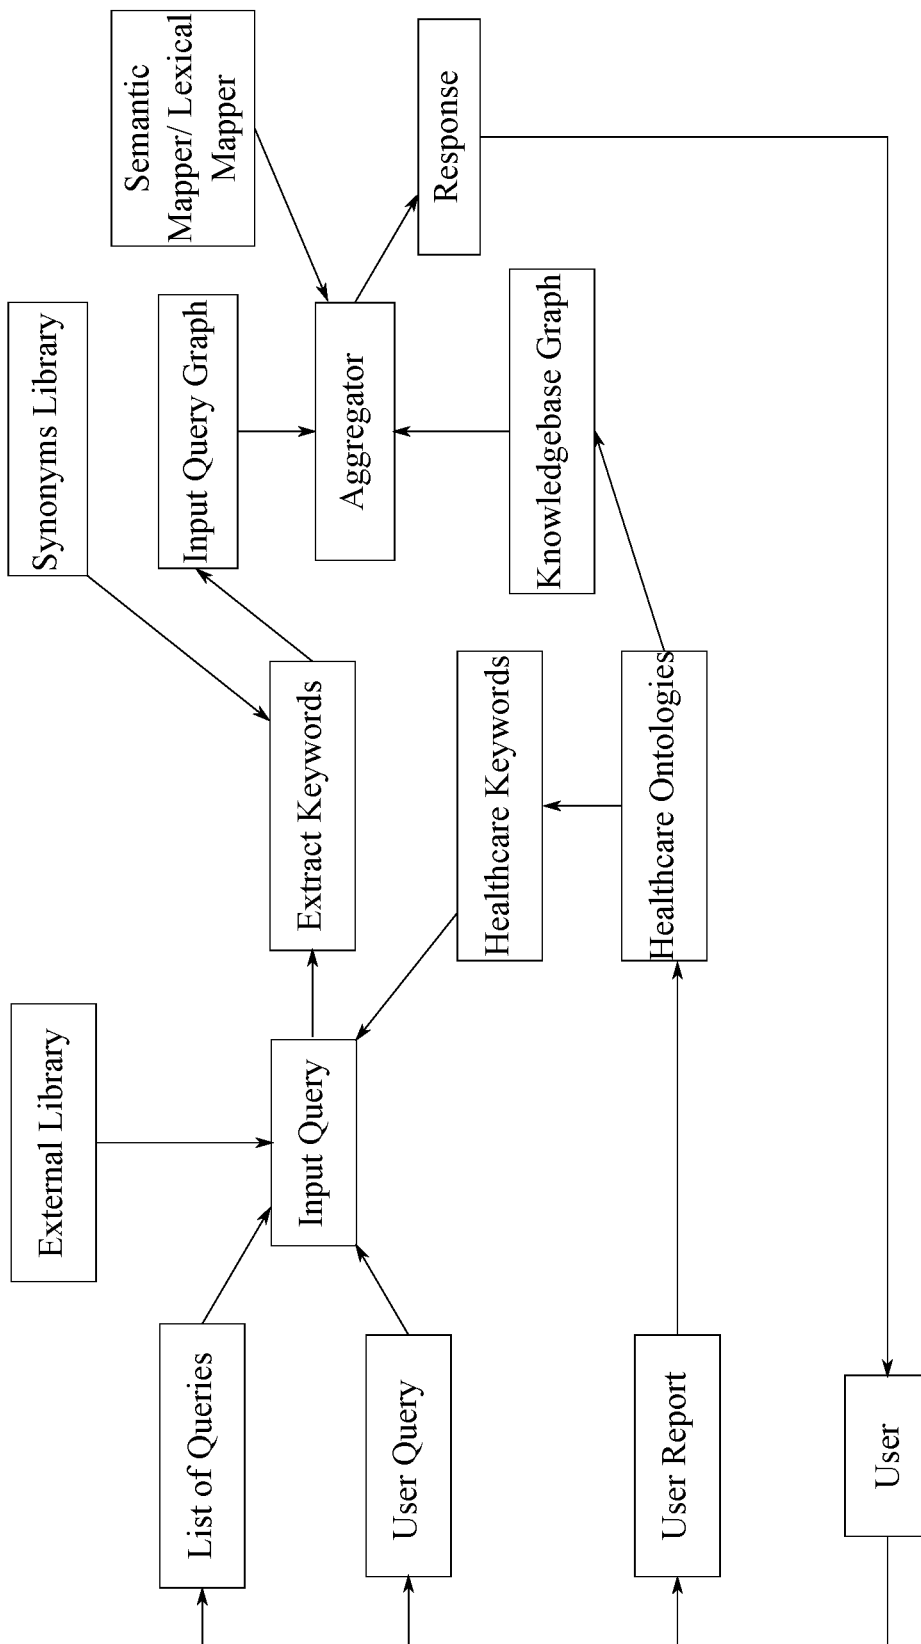 External Library
Synonyms Library
Semantic
Mapper/ Lexical
Mapper
List of Queries
Input Query Graph
Input Query
Extract Keywords
Aggregator
User Query
Response
Healthcare Keywords
Knowledgebase Graph
User Report
Healthcare Ontologies
User